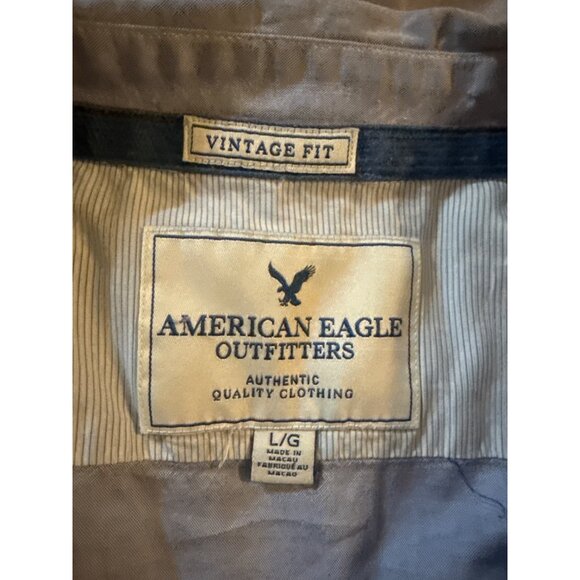 VINTAGE FIT
AMERICAN EAGLE
OUTFITTERS
AUTHENTIC
QUALITY CLOTHING
L/G
MADE IN
MACAU
FABRIQUÉ AU
MACAO